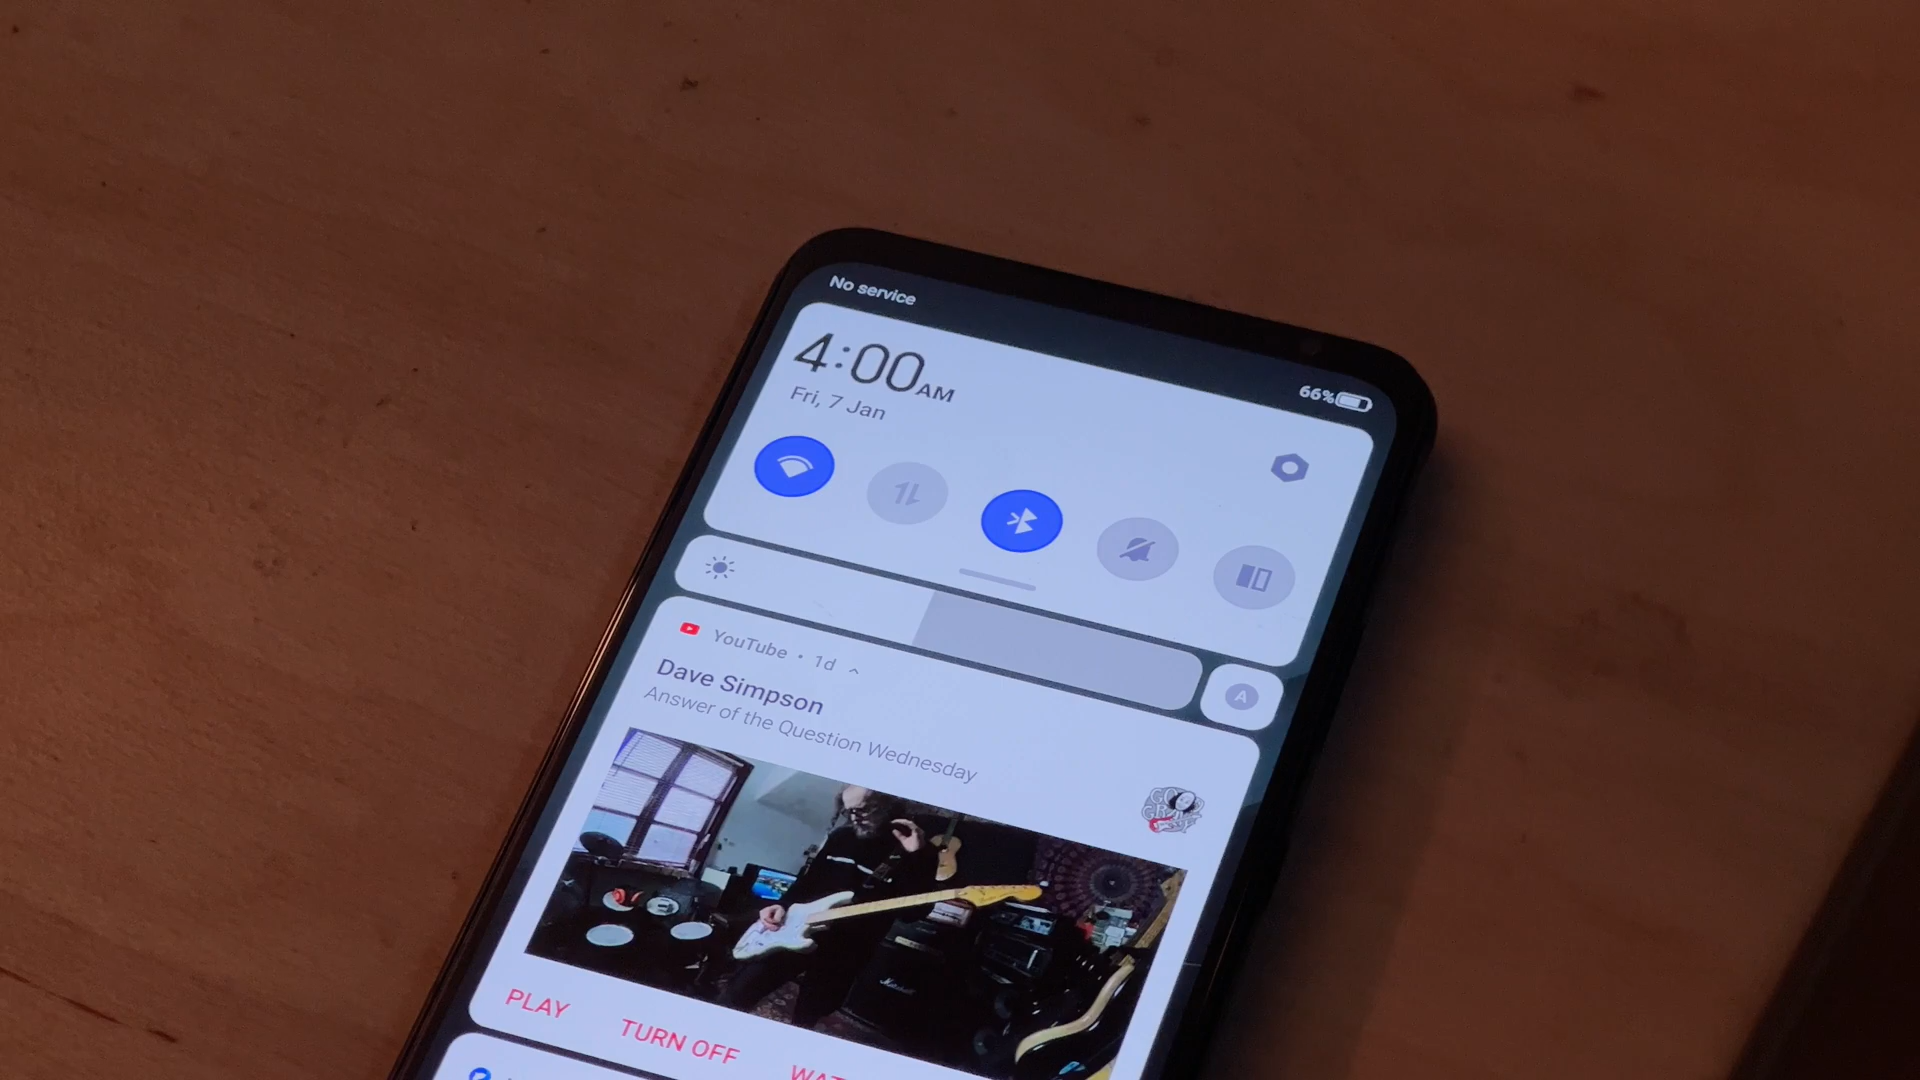 No service
66%
4:00AM
Fri, 7 Jan
YouTube • 1d
A
Dave Simpson
Answer of the Question Wednesday
Marshall
PLAY
TURN OFF